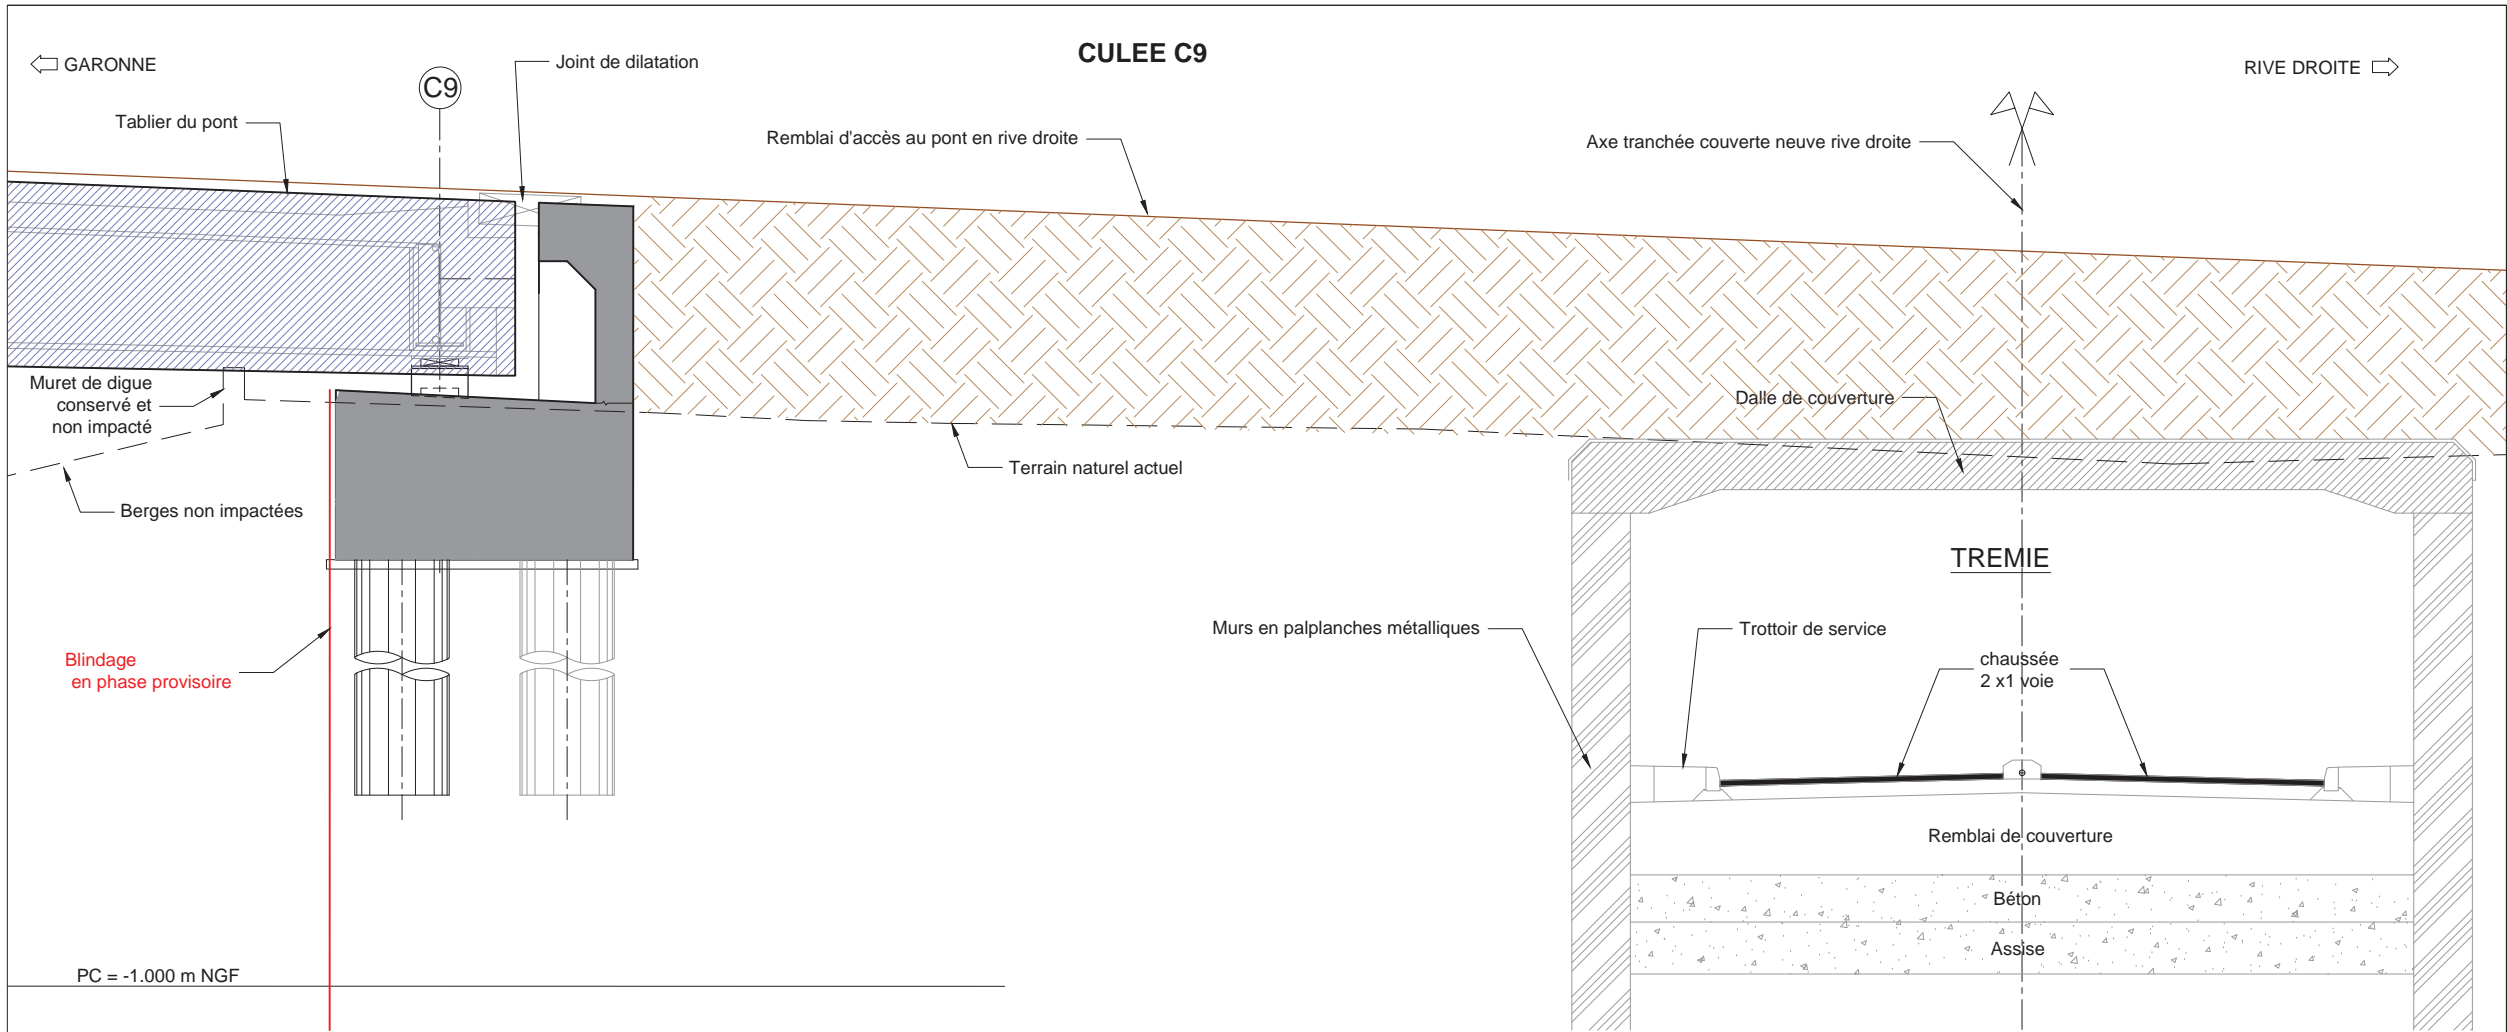 CULEE C9
GARONNE
RIVE DROITE
C9
Joint de dilatation
Tablier du pont
Remblai d'accès au pont en rive droite
Axe tranchée couverte neuve rive droite
Muret de digue
conservé et
non impacté
Dalle de couverture
Terrain naturel actuel
Berges non impactées
TREMIE
Murs en palplanches métalliques
Trottoir de service
chaussée
2 x1 voie
Blindage
en phase provisoire
Remblai de couverture
Béton
Assise
PC = -1.000 m NGF